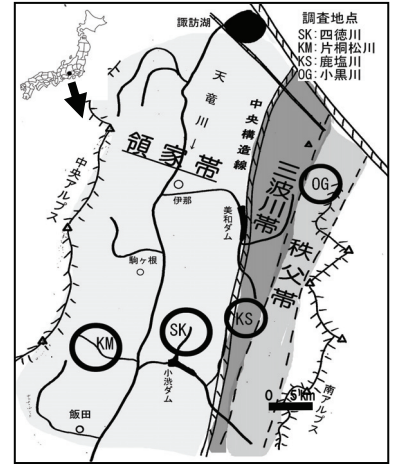 諏訪湖
調査地点
SK:四徳川
KM:片桐松川
KS:鹿塩川
OG:小黒川
天竜川→
中央構造線
領家帯
三波川帯
秩父帯
OG
中央アルプス
伊那
美和ダム
駒ヶ根
KM
SK
KS
小渋ダム
飯田
0 5km
南アルプス